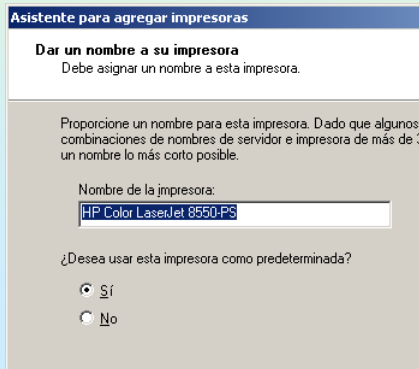 Asistente para agregar impresoras
Dar un nombre a su impresora
Debe asignar un nombre a esta impresora.
Proporcione un nombre para esta impresora. Dado que algunos
combinaciones de nombres de servidor e impresora de más de
un nombre lo más corto posible.
Nombre de la impresora:
HP Color LaserJet 8550-PS
¿Desea usar esta impresora como predeterminada?
Sí
No